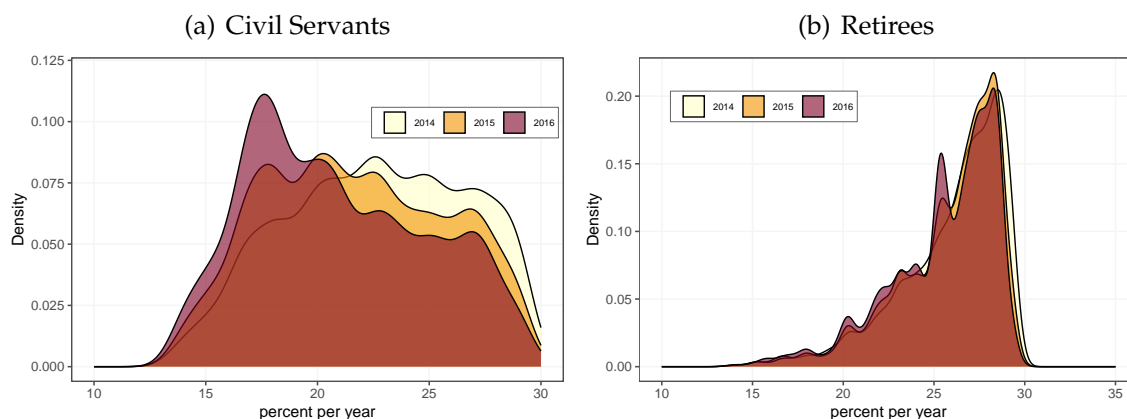 (a) Civil Servants
0.125
0.100
0.075
0.050
0.025
0.000
Density
2014 2015 2016
10 15 20 25 30
percent per year
(b) Retirees
0.20
0.15
0.10
0.05
0.00
Density
2014 2015 2016
10 15 20 25 30 35
percent per year